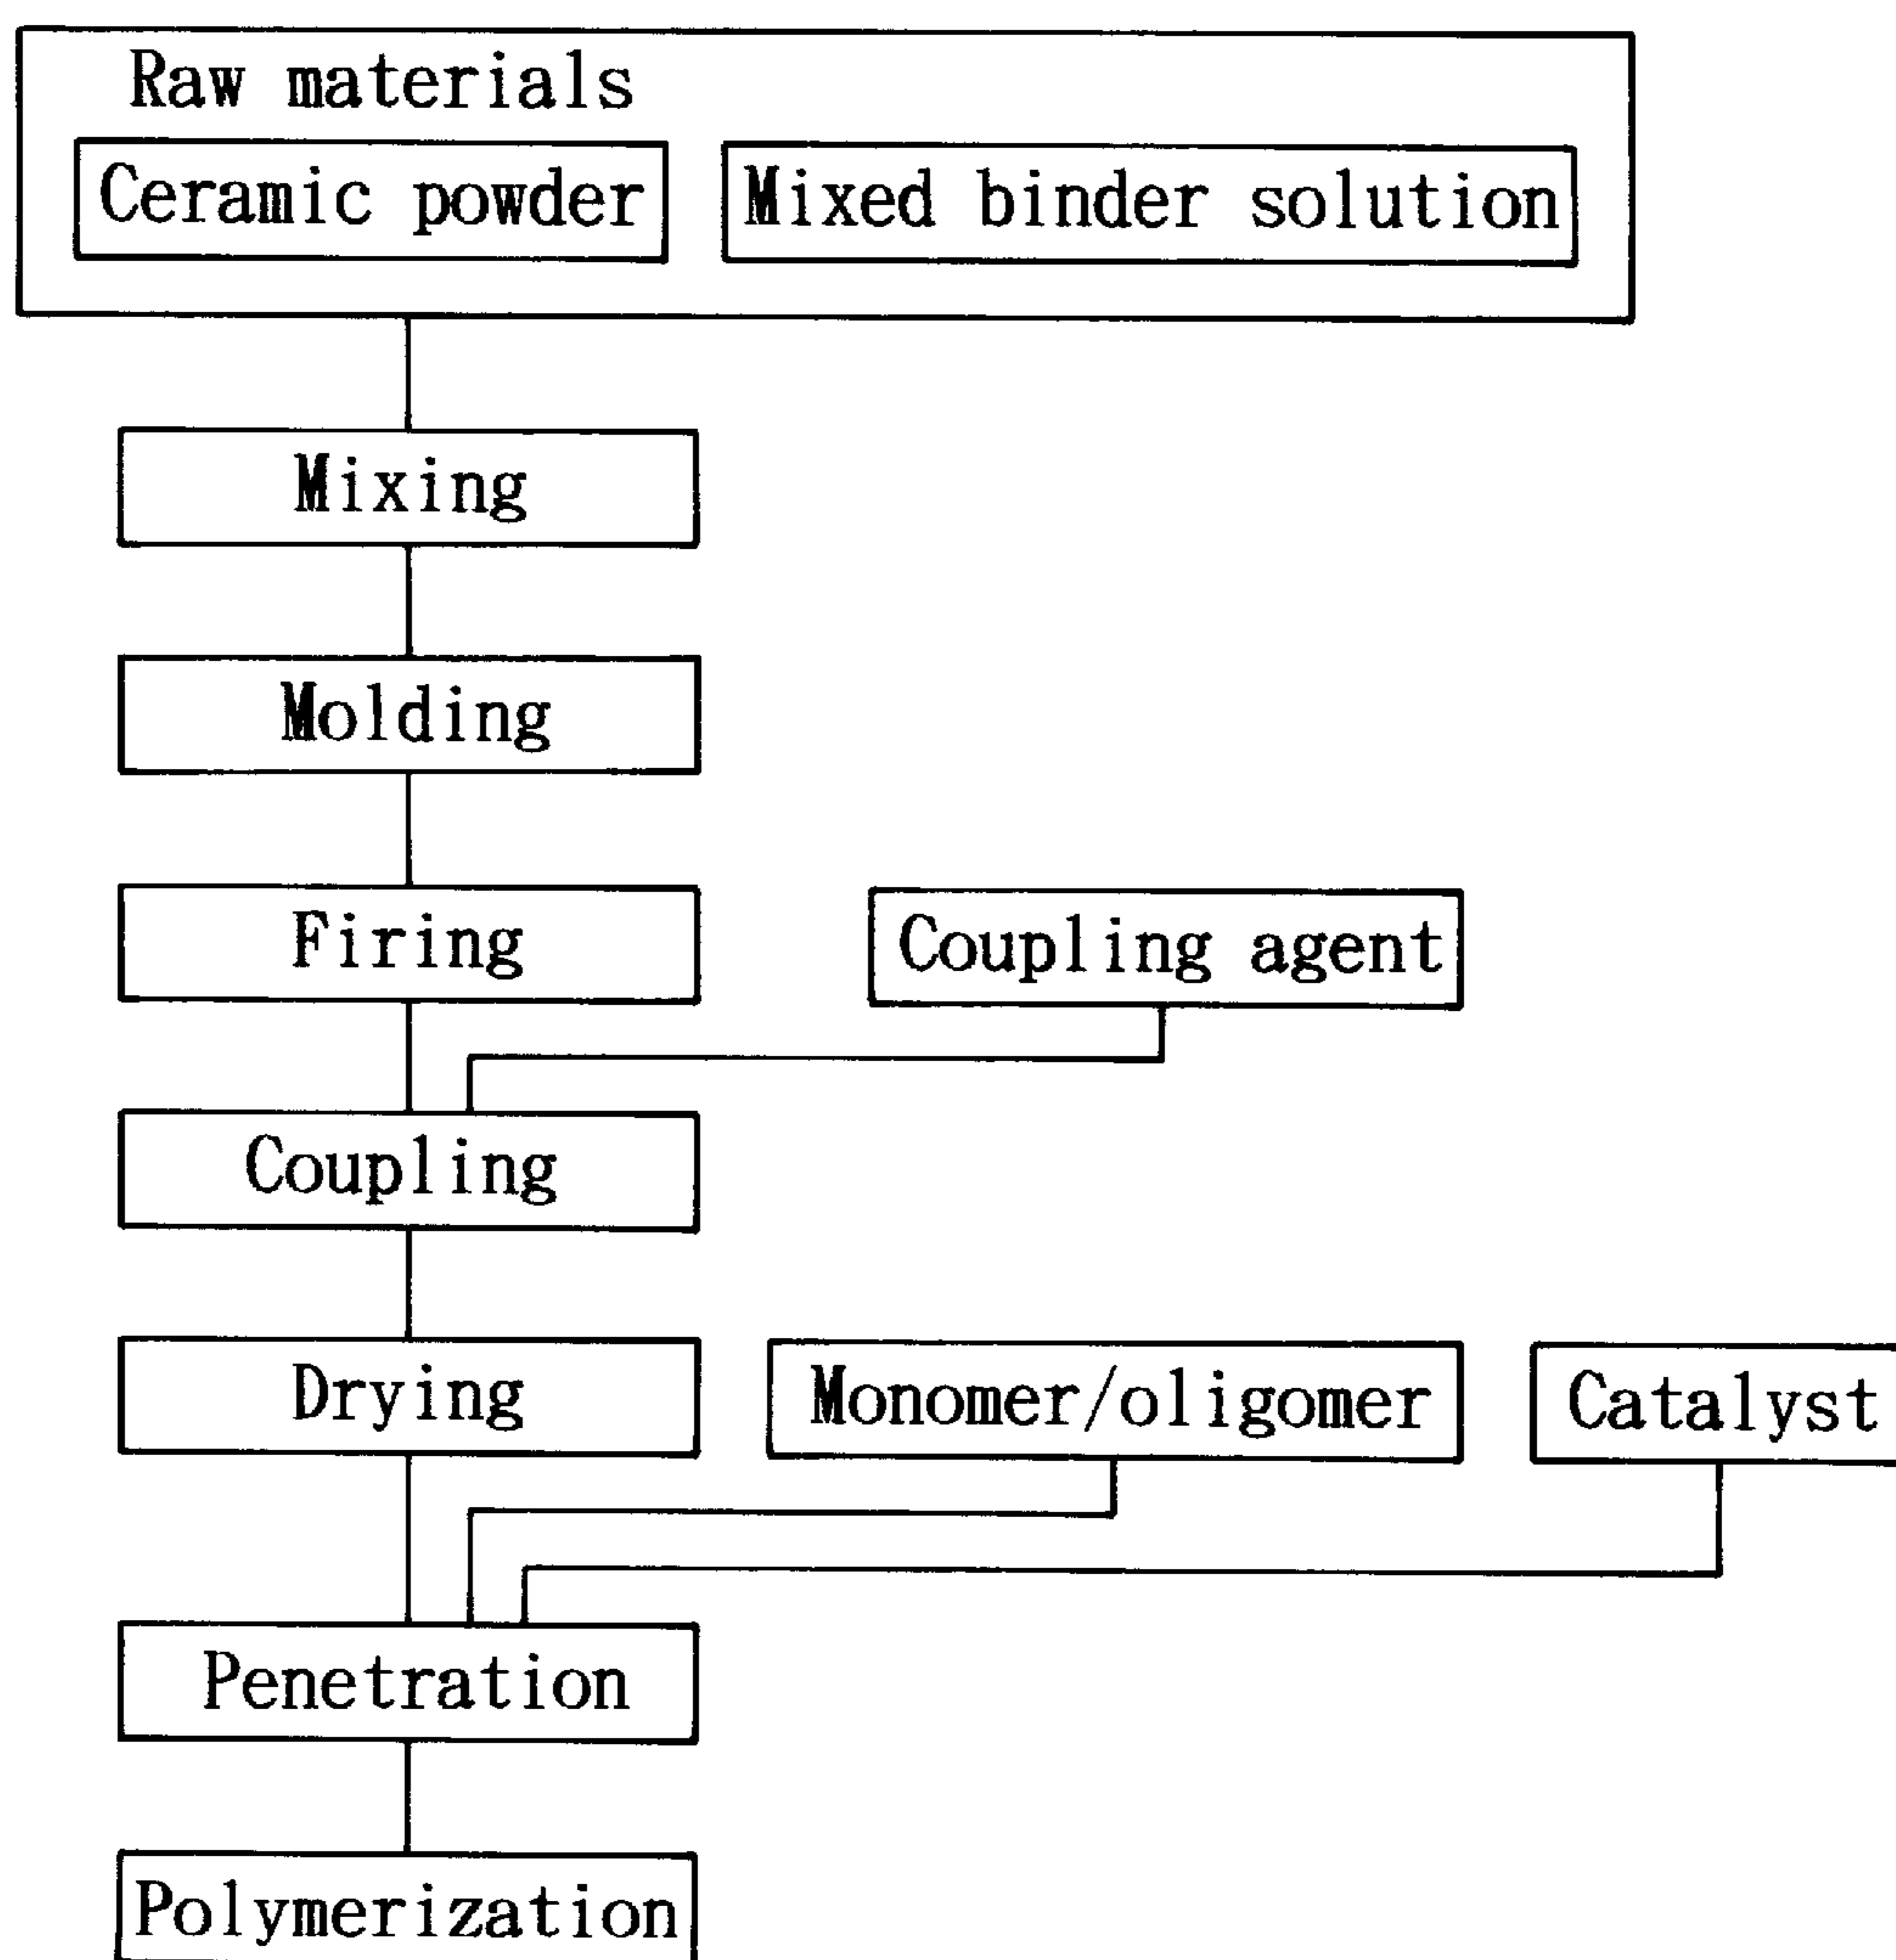 Raw materials
Ceramic powder
Mixed binder solution
Mixing
Molding
Firing
Coupling agent
Coupling
Drying
Monomer/oligomer
Catalyst
Penetration
Polymerization